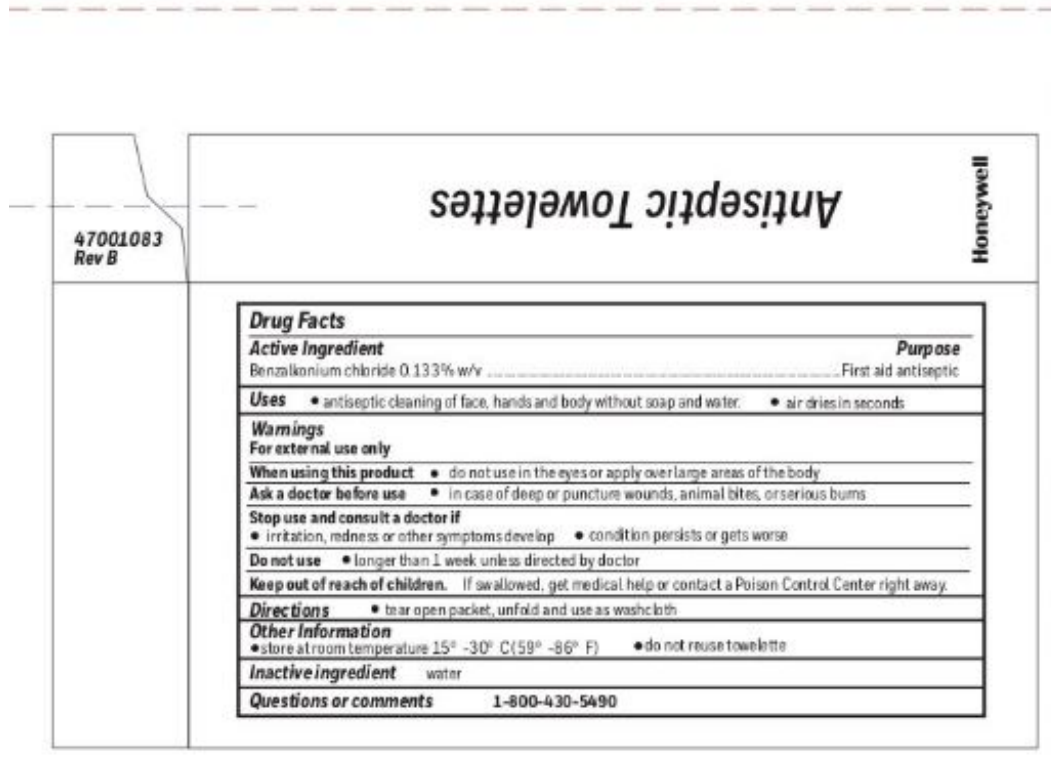 Antiseptic Towelettes
Honeywell
47001083
Rev B
Drug Facts
Active Ingredient Purpose
Benzalkonium chloride 0.133% w/v ........ First aid antiseptic
Uses • antiseptic cleaning of face, hands and body without soap and water. • air dries in seconds
Warnings
For external use only
When using this product • do not use in the eyes or apply over large areas of the body
Ask a doctor before use • in case of deep or puncture wounds, animal bites, or serious burns
Stop use and consult a doctor if
• irritation, redness or other symptoms develop • condition persists or gets worse
Do not use • longer than 1 week unless directed by doctor
Keep out of reach of children. If swallowed, get medical help or contact a Poison Control Center right away.
Directions • tear open packet, unfold and use as washcloth
Other Information
• store at room temperature 15° -30° C(59° -86° F) • do not reuse towelette
Inactive ingredient water
Questions or comments 1-800-430-5490